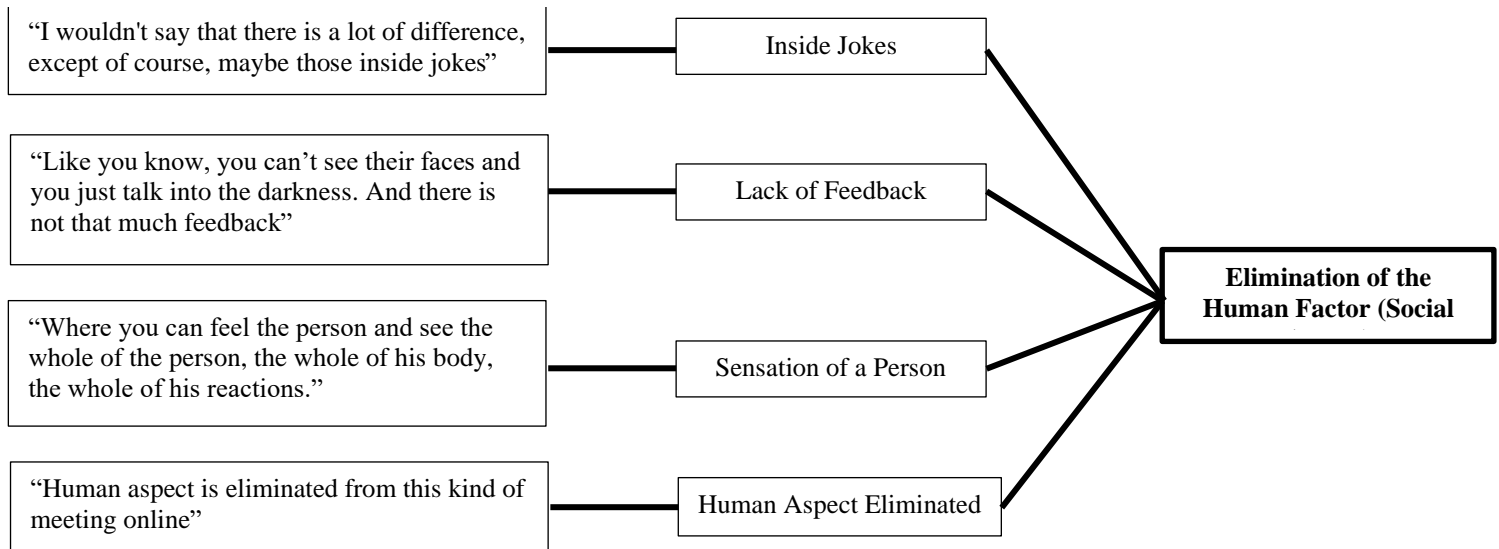 “I wouldn't say that there is a lot of difference,
except of course, maybe those inside jokes”
Inside Jokes
“Like you know, you can’t see their faces and
you just talk into the darkness. And there is
not that much feedback”
Lack of Feedback
“Where you can feel the person and see the
whole of the person, the whole of his body,
the whole of his reactions.”
Sensation of a Person
“Human aspect is eliminated from this kind of
meeting online”
Human Aspect Eliminated
Elimination of the
Human Factor (Social